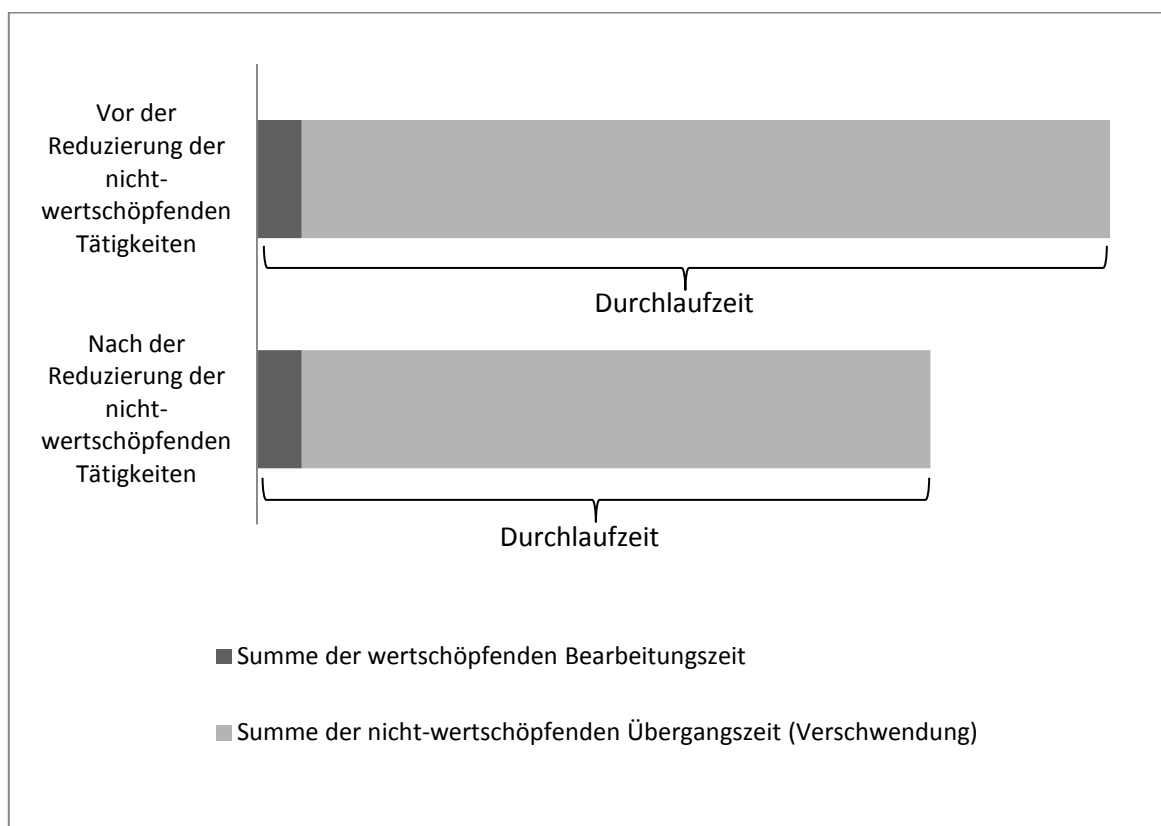 Vor der
Reduzierung der
nicht-
wertschöpfenden
Tätigkeiten
Durchlaufzeit
Nach der
Reduzierung der
nicht-
wertschöpfenden
Tätigkeiten
Durchlaufzeit
Summe der wertschöpfenden Bearbeitungszeit
Summe der nicht-wertschöpfenden Übergangszeit (Verschwendung)